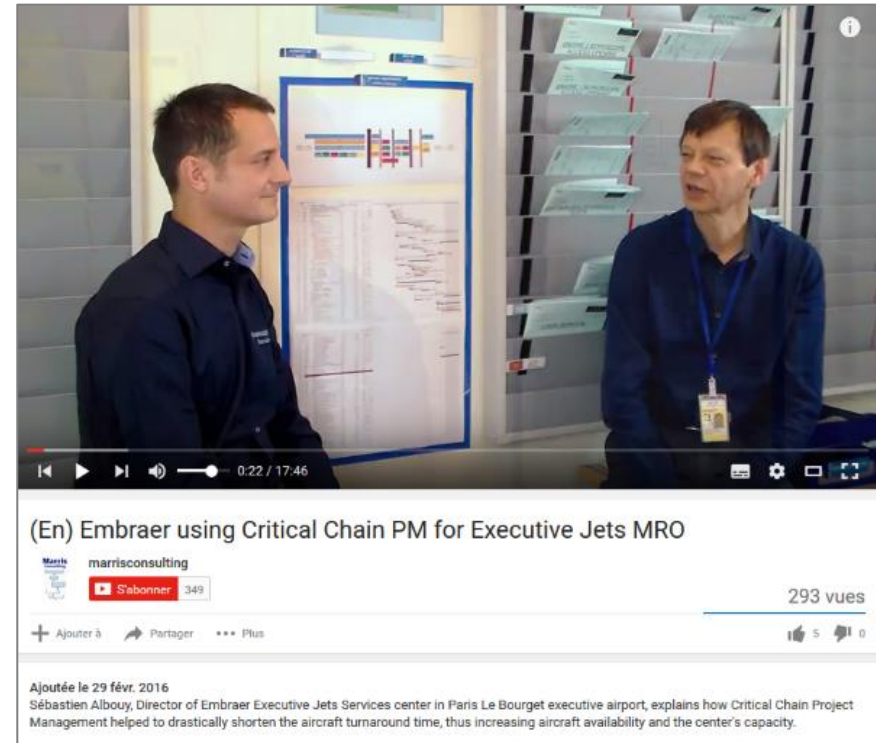 0:22 / 17:46
(En) Embraer using Critical Chain PM for Executive Jets MRO
Marris
marrisconsulting
S'abonner 349
293 vues
Ajouter à Partager Plus
5 0
Ajoutée le 29 févr. 2016
Sébastien Albouy, Director of Embraer Executive Jets Services center in Paris Le Bourget executive airport, explains how Critical Chain Project
Management helped to drastically shorten the aircraft turnaround time, thus increasing aircraft availability and the center's capacity.